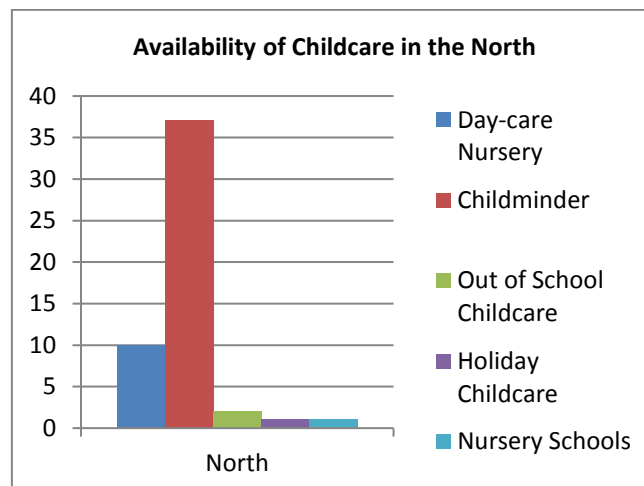 Availability of Childcare in the North
40
35
30
25
20
15
10
5
0
North
Day-care
Nursery
Childminder
Out of School
Childcare
Holiday
Childcare
Nursery Schools